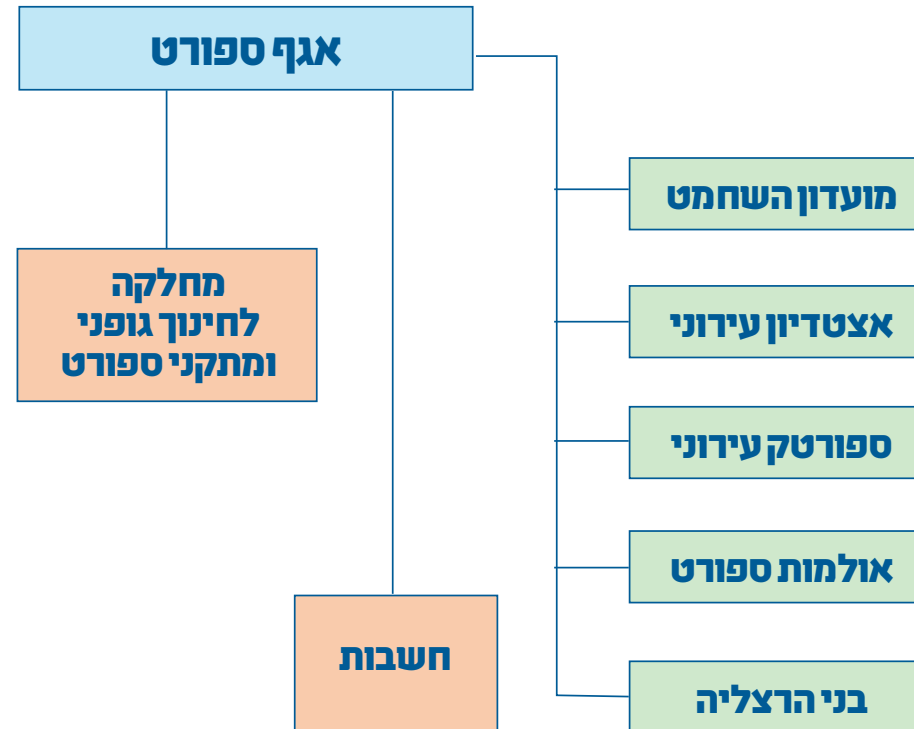 אגף ספורט
מועדון השחמט
אצטדיון עירוני
ספורטק עירוני
אולמות ספורט
בני הרצליה
מחלקה
לחינוך גופני
ומתקני ספורט
חשבות